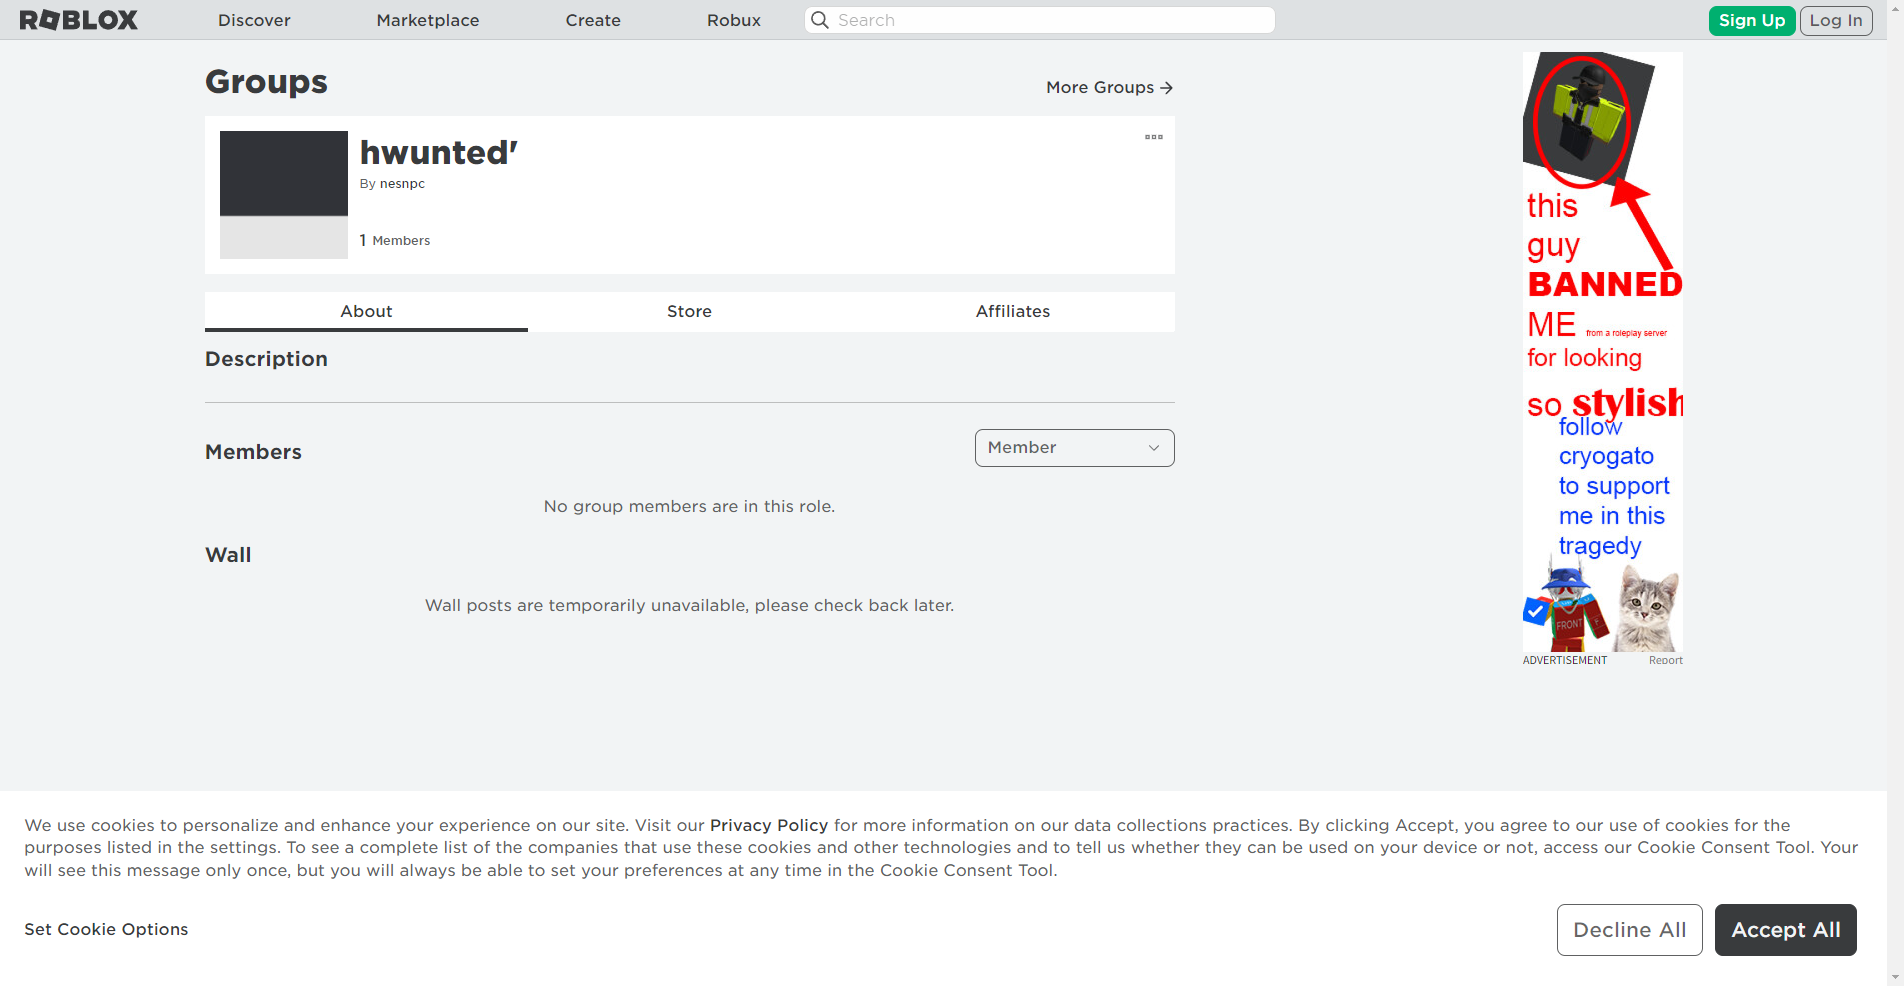 ROBLOX
Discover
Marketplace
Create
Robux
Search
Sign Up
Log In
Groups
More Groups →
hwunted'
By nesnpc
1 Members
About
Store
Affiliates
Description
Members
Member
No group members are in this role.
Wall
Wall posts are temporarily unavailable, please check back later.
this
guy
BANNED
ME from a roleplay server
for looking
so stylish
follow
cryogato
to support
me in this
tragedy
FRONT
F
ADVERTISEMENT
Report
We use cookies to personalize and enhance your experience on our site. Visit our Privacy Policy for more information on our data collections practices. By clicking Accept, you agree to our use of cookies for the
purposes listed in the settings. To see a complete list of the companies that use these cookies and other technologies and to tell us whether they can be used on your device or not, access our Cookie Consent Tool. Your
will see this message only once, but you will always be able to set your preferences at any time in the Cookie Consent Tool.
Set Cookie Options
Decline All
Accept All